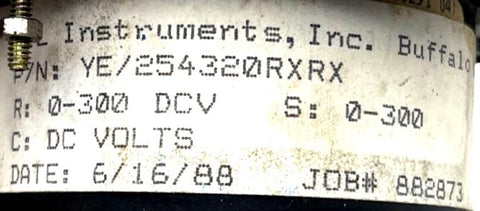 Instruments, Inc. Buffalo
P/N: YE/254320RXRX
R: 0-300 DCV S: 0-300
C: DC VOLTS
DATE: 6/16/88 JOB# 882873